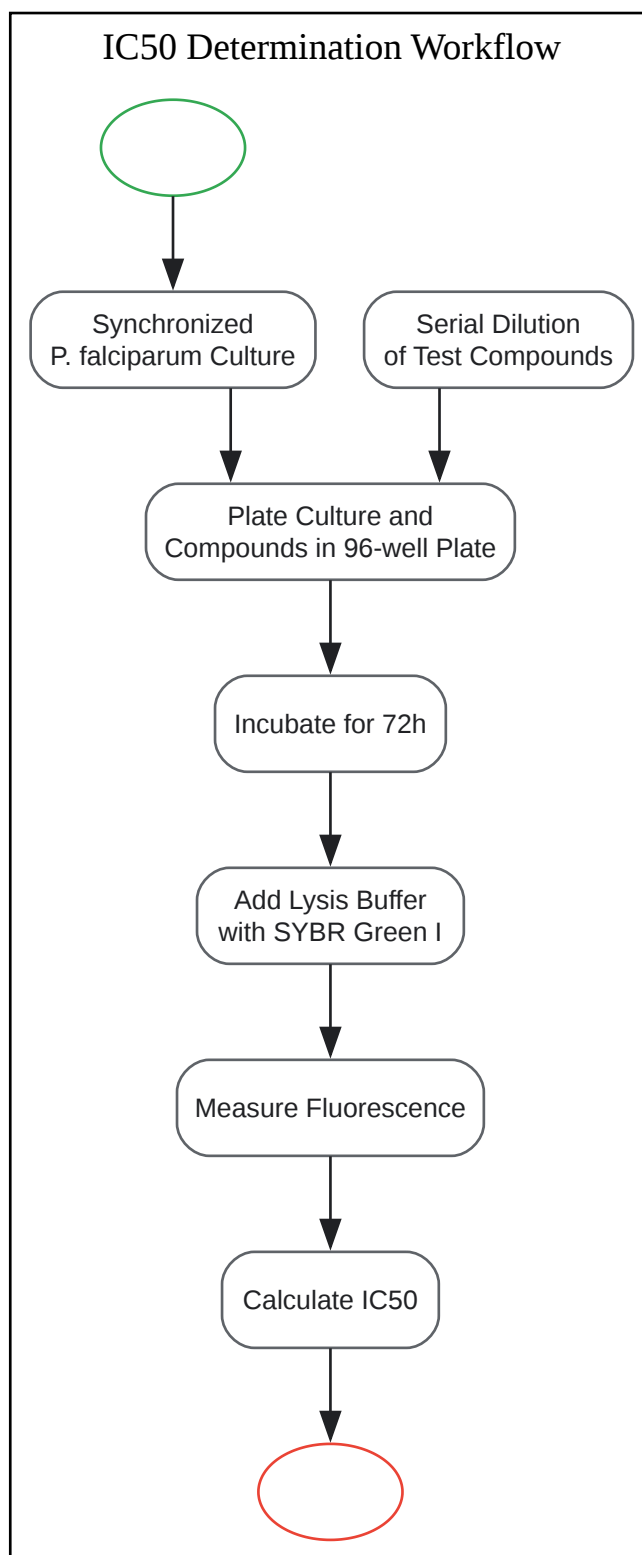 IC50 Determination Workflow
Synchronized
P. falciparum Culture
Serial Dilution
of Test Compounds
Plate Culture and
Compounds in 96-well Plate
Incubate for 72h
Add Lysis Buffer
with SYBR Green I
Measure Fluorescence
Calculate IC50